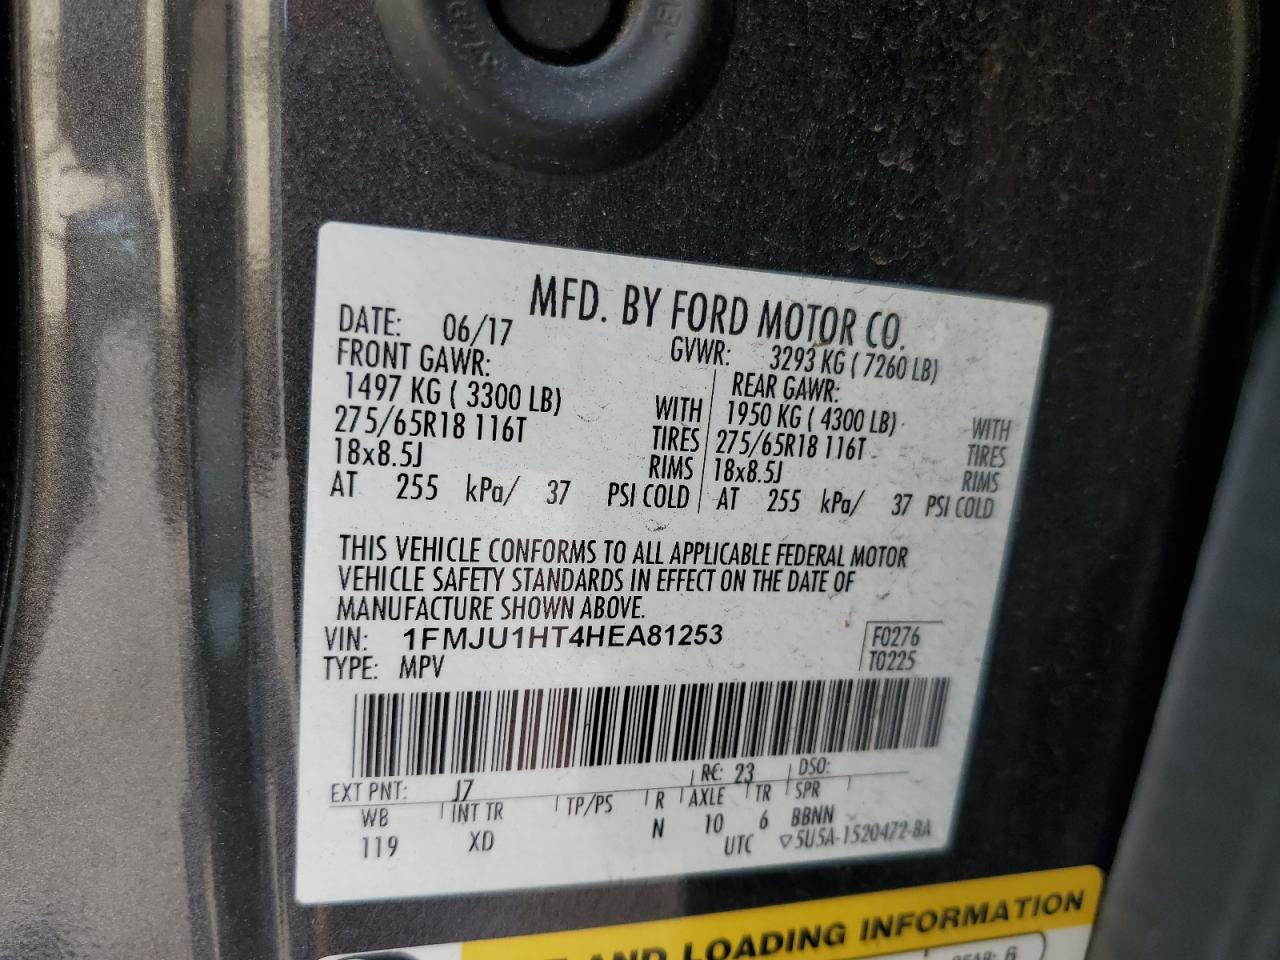 MFD. BY FORD MOTOR CO.
DATE: 06/17
GVWR: 3293 KG ( 7260 LB)
FRONT GAWR:
REAR GAWR:
1497 KG ( 3300 LB) WITH
1950 KG ( 4300 LB) WITH
275/65R18 116T TIRES
275/65R18 116T TIRES
18x8.5J RIMS
18x8.5J RIMS
AT 255 kPa/ 37 PSI COLD
AT 255 kPa/ 37 PSI COLD
THIS VEHICLE CONFORMS TO ALL APPLICABLE FEDERAL MOTOR
VEHICLE SAFETY STANDARDS IN EFFECT ON THE DATE OF
MANUFACTURE SHOWN ABOVE.
VIN: 1FMJU1HT4HEA81253
F0276
TYPE: MPV
T0225
EXT PNT: J7 RC: 23 DSO:
WB INT TR TP/PS R AXLE TR SPR
119 XD N 10 6 BBNN
UTC ▽5U5A-1520472-BA
AND LOADING INFORMATION
REAR: 6